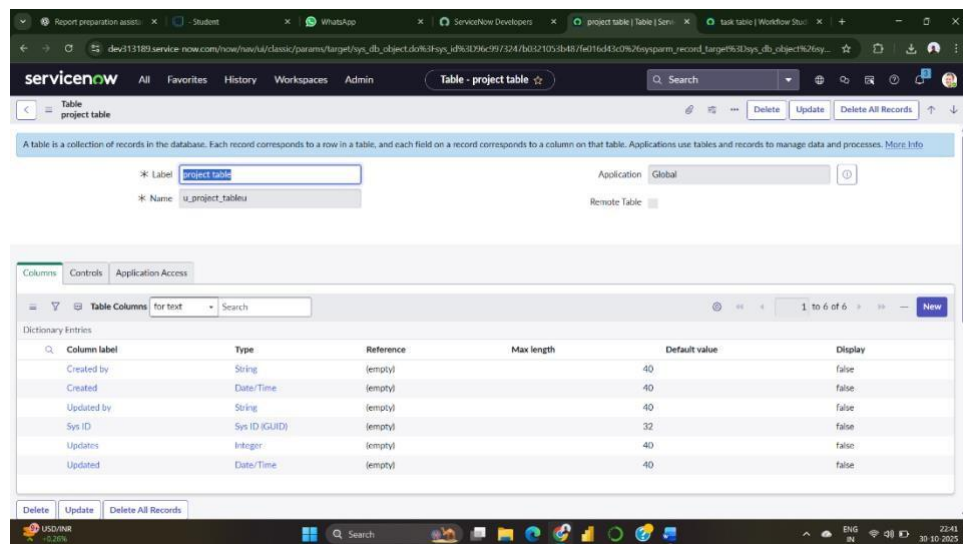 Report preparation assista - Student WhatsApp ServiceNow Developers project table | Table | Servi task table | Workflow Stud
dev313189.service-now.com/now/nav/ui/classic/params/target/sys_db_object.do%3Fsys_id%3D96c9973247b0321053b487fe016d43c0%26sysparm_record_target%3Dsys_db_object%26sy...
servicenow All Favorites History Workspaces Admin Table - project table Search 3
Table
project table Delete Update Delete All Records
A table is a collection of records in the database. Each record corresponds to a row in a table, and each field on a record corresponds to a column on that table. Applications use tables and records to manage data and processes. More Info
* Label project table Application Global
* Name u_project_tableu Remote Table
Columns Controls Application Access
Table Columns for text Search 1 to 6 of 6 New
Dictionary Entries
Column label Type Reference Max length Default value Display
Created by String (empty) 40 false
Created Date/Time (empty) 40 false
Updated by String (empty) 40 false
Sys ID Sys ID (GUID) (empty) 32 false
Updates Integer (empty) 40 false
Updated Date/Time (empty) 40 false
Delete Update Delete All Records
USD/INR Search ENG 22:41
-0.26% IN 30-10-2025